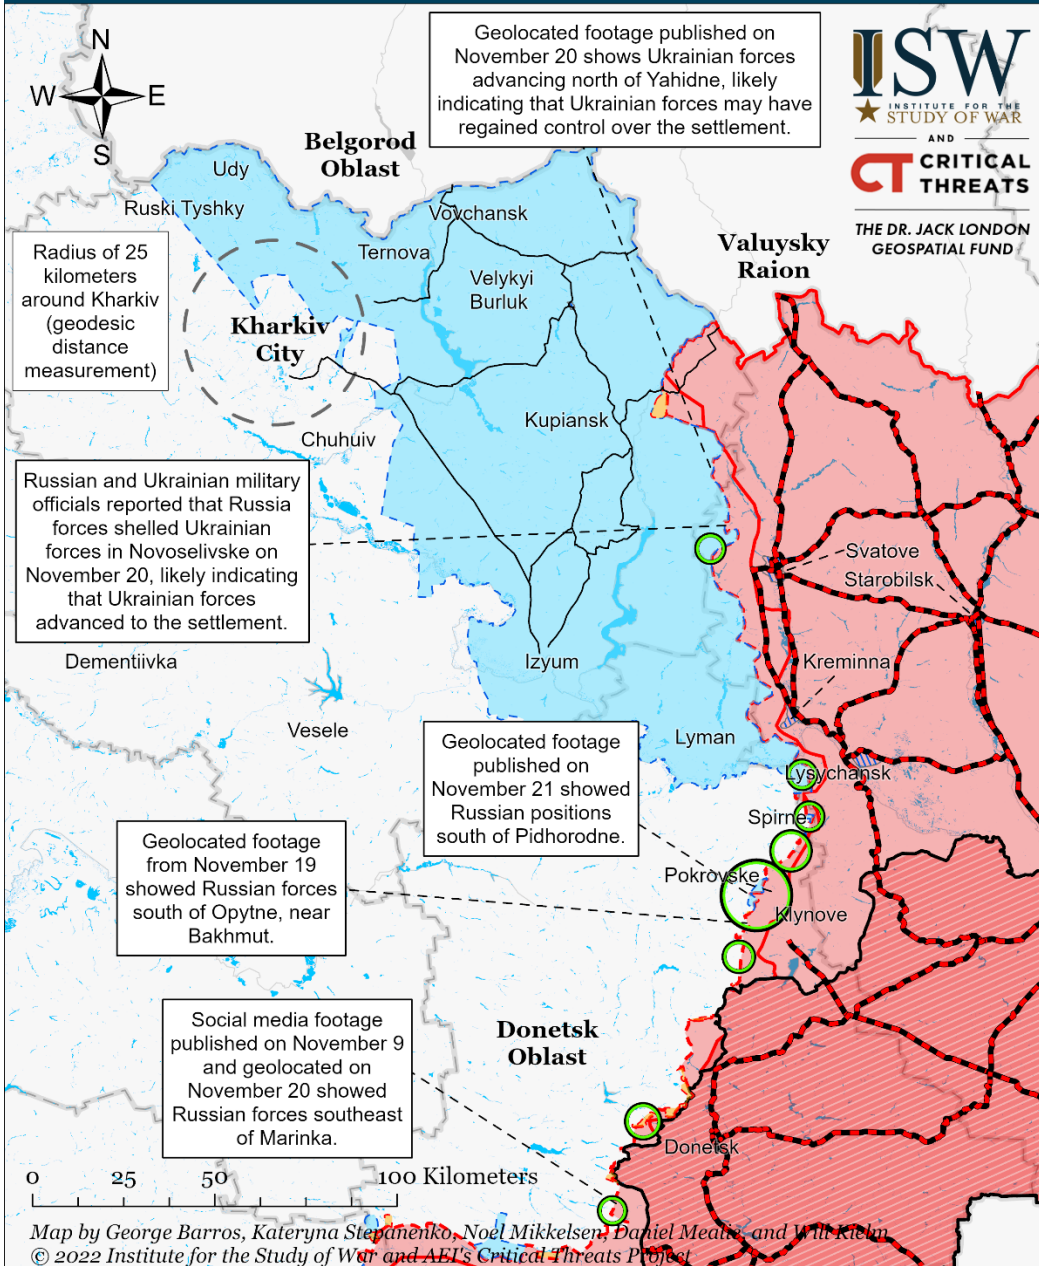 Geolocated footage published on
November 20 shows Ukrainian forces
advancing north of Yahidne, likely
indicating that Ukrainian forces may have
regained control over the settlement.
ISW
INSTITUTE FOR THE
STUDY OF WAR
AND
CT CRITICAL
THREATS
THE DR. JACK LONDON
GEOSPATIAL FUND
N
W
E
S
Belgorod
Oblast
Udy
Ruski Tyshky
Vovchansk
Ternova
Velykyi
Burluk
Valuysky
Raion
Radius of 25
kilometers
around Kharkiv
(geodesic
distance
measurement)
Kharkiv
City
Kupiansk
Chuhuiv
Russian and Ukrainian military
officials reported that Russia
forces shelled Ukrainian
forces in Novoselivske on
November 20, likely indicating
that Ukrainian forces
advanced to the settlement.
Svatove
Starobilsk
Dementiivka
Izyum
Kreminna
Vesele
Lyman
Geolocated footage
published on
November 21 showed
Russian positions
south of Pidhorodne.
Lysychansk
Spirne
Geolocated footage
from November 19
showed Russian forces
south of Opytne, near
Bakhmut.
Pokrovske
Klynove
Social media footage
published on November 9
and geolocated on
November 20 showed
Russian forces southeast
of Marinka.
Donetsk
Oblast
Donetsk
0 25 50 100 Kilometers
Map by George Barros, Kateryna Stepanenko, Noel Mikkelsen, Daniel Mealie, and Will Kielm
© 2022 Institute for the Study of War and AEI's Critical Threats Project